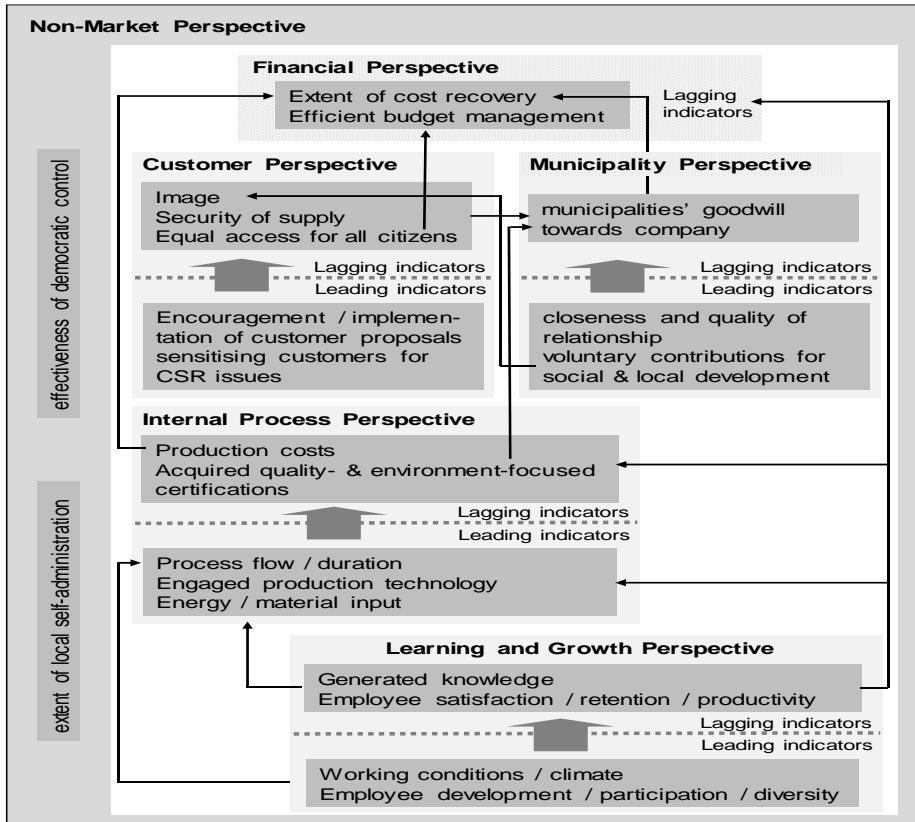 Non-Market Perspective
Financial Perspective
Extent of cost recovery
Efficient budget management
Lagging
indicators
effectiveness of democratic control
Customer Perspective
Image
Security of supply
Equal access for all citizens
Lagging indicators
Leading indicators
Encouragement / implemen-
tation of customer proposals
sensitising customers for
CSR issues
Municipality Perspective
municipalities' goodwill
towards company
Lagging indicators
Leading indicators
closeness and quality of
relationship
voluntary contributions for
social & local development
extent of local self-administration
Internal Process Perspective
Production costs
Acquired quality- & environment-focused
certifications
Lagging indicators
Leading indicators
Process flow / duration
Engaged production technology
Energy / material input
Learning and Growth Perspective
Generated knowledge
Employee satisfaction / retention / productivity
Lagging indicators
Leading indicators
Working conditions / climate
Employee development / participation / diversity